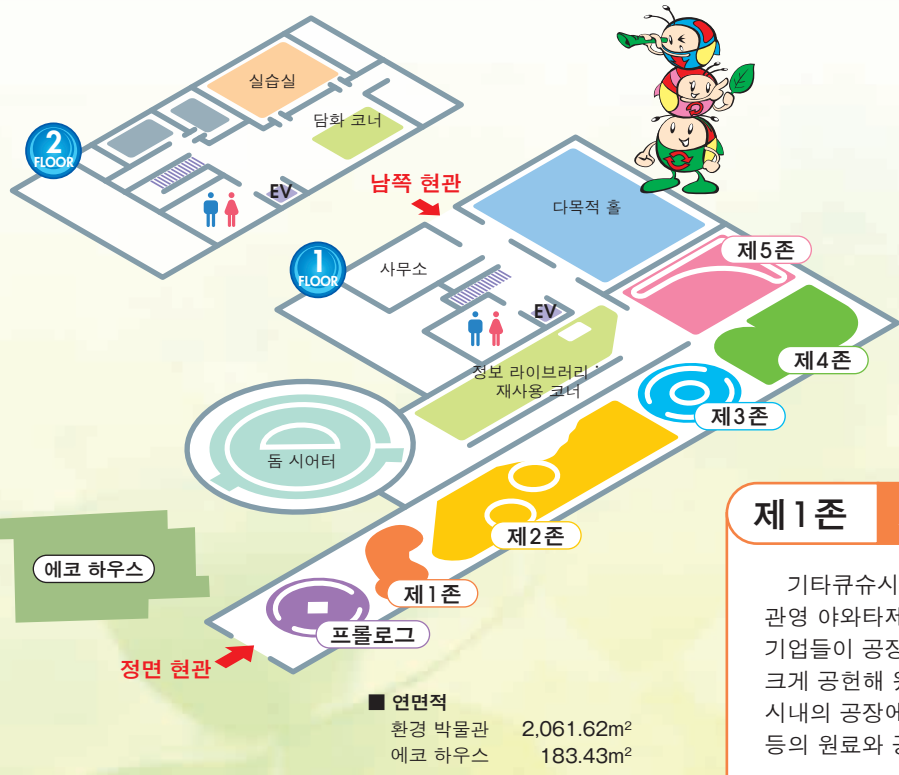 실습실
담화 코너
2
FLOOR
EV
남쪽 현관
다목적 홀
제5존
1
FLOOR
사무소
EV
제4존
정보 라이브러리 ·
재사용 코너
제3존
돔 시어터
제2존
제1존
에코 하우스
제1존
프롤로그
정면 현관
기타큐슈시
관영 야와타제
기업들이 공장
크게 공헌해 
시내의 공장에
등의 원료와 
■ 연면적
환경 박물관 2,061.62m²
에코 하우스 183.43m²